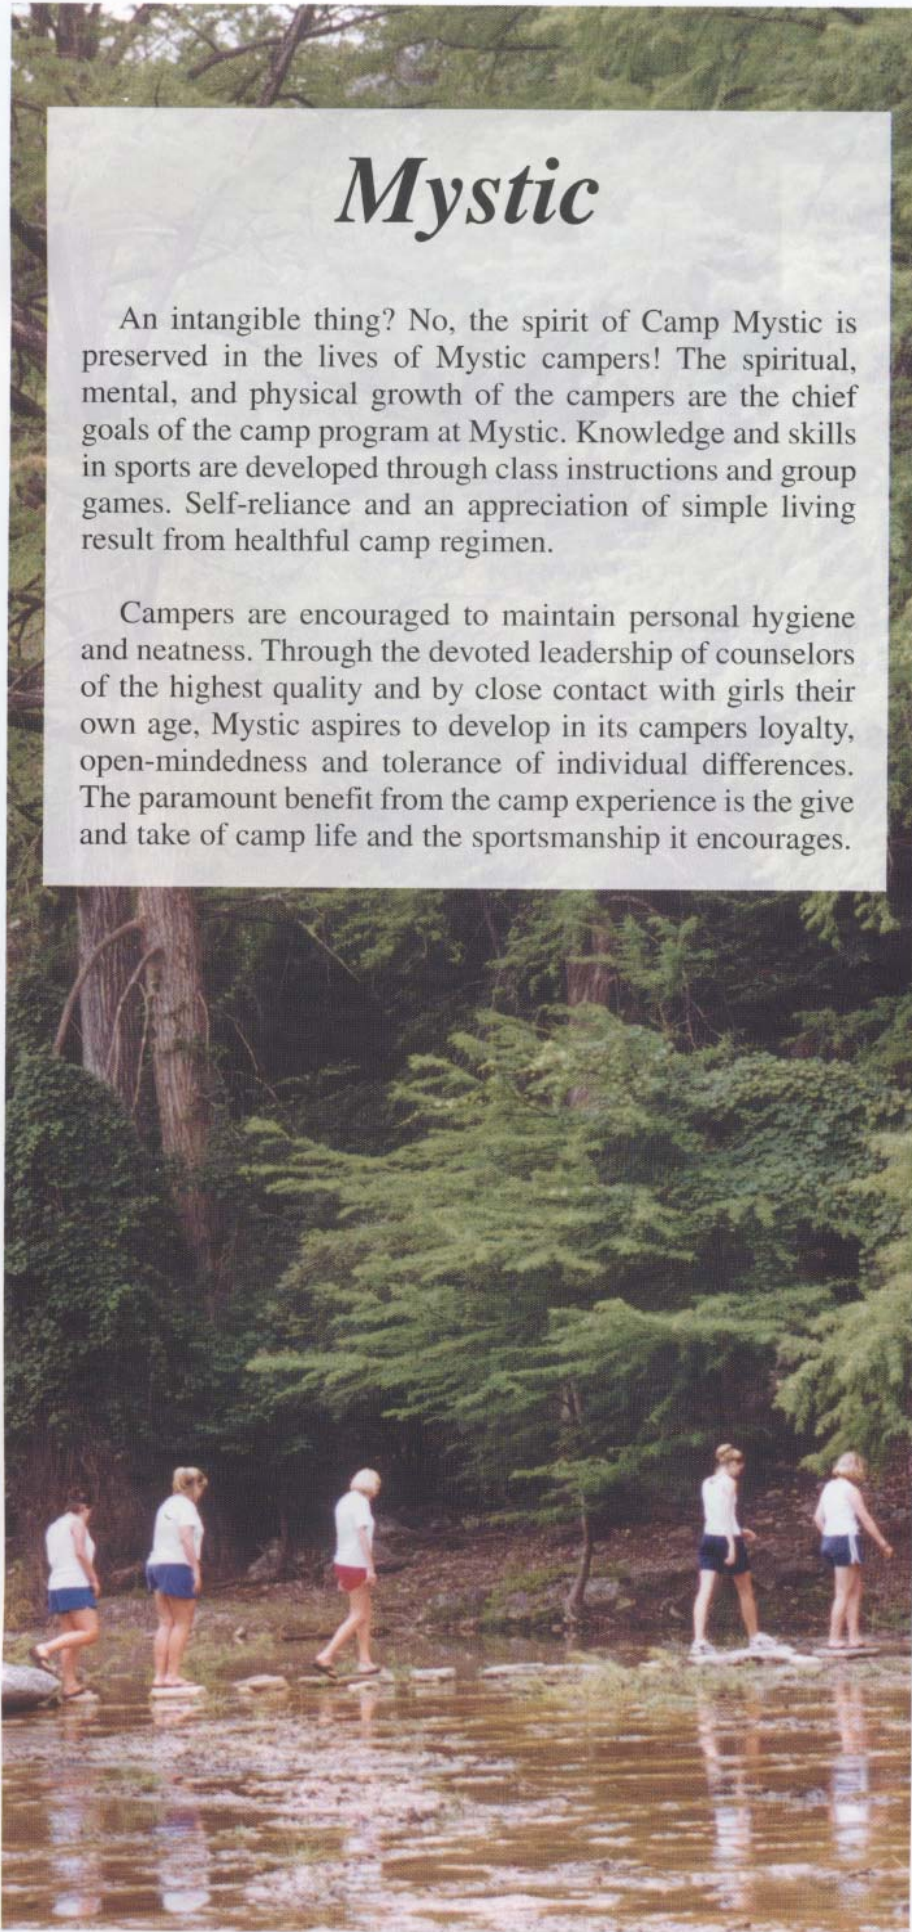 Mystic
An intangible thing? No, the spirit of Camp Mystic is
preserved in the lives of Mystic campers! The spiritual,
mental, and physical growth of the campers are the chief
goals of the camp program at Mystic. Knowledge and skills
in sports are developed through class instructions and group
games. Self-reliance and an appreciation of simple living
result from healthful camp regimen.
Campers are encouraged to maintain personal hygiene
and neatness. Through the devoted leadership of counselors
of the highest quality and by close contact with girls their
own age, Mystic aspires to develop in its campers loyalty,
open-mindedness and tolerance of individual differences.
The paramount benefit from the camp experience is the give
and take of camp life and the sportsmanship it encourages.